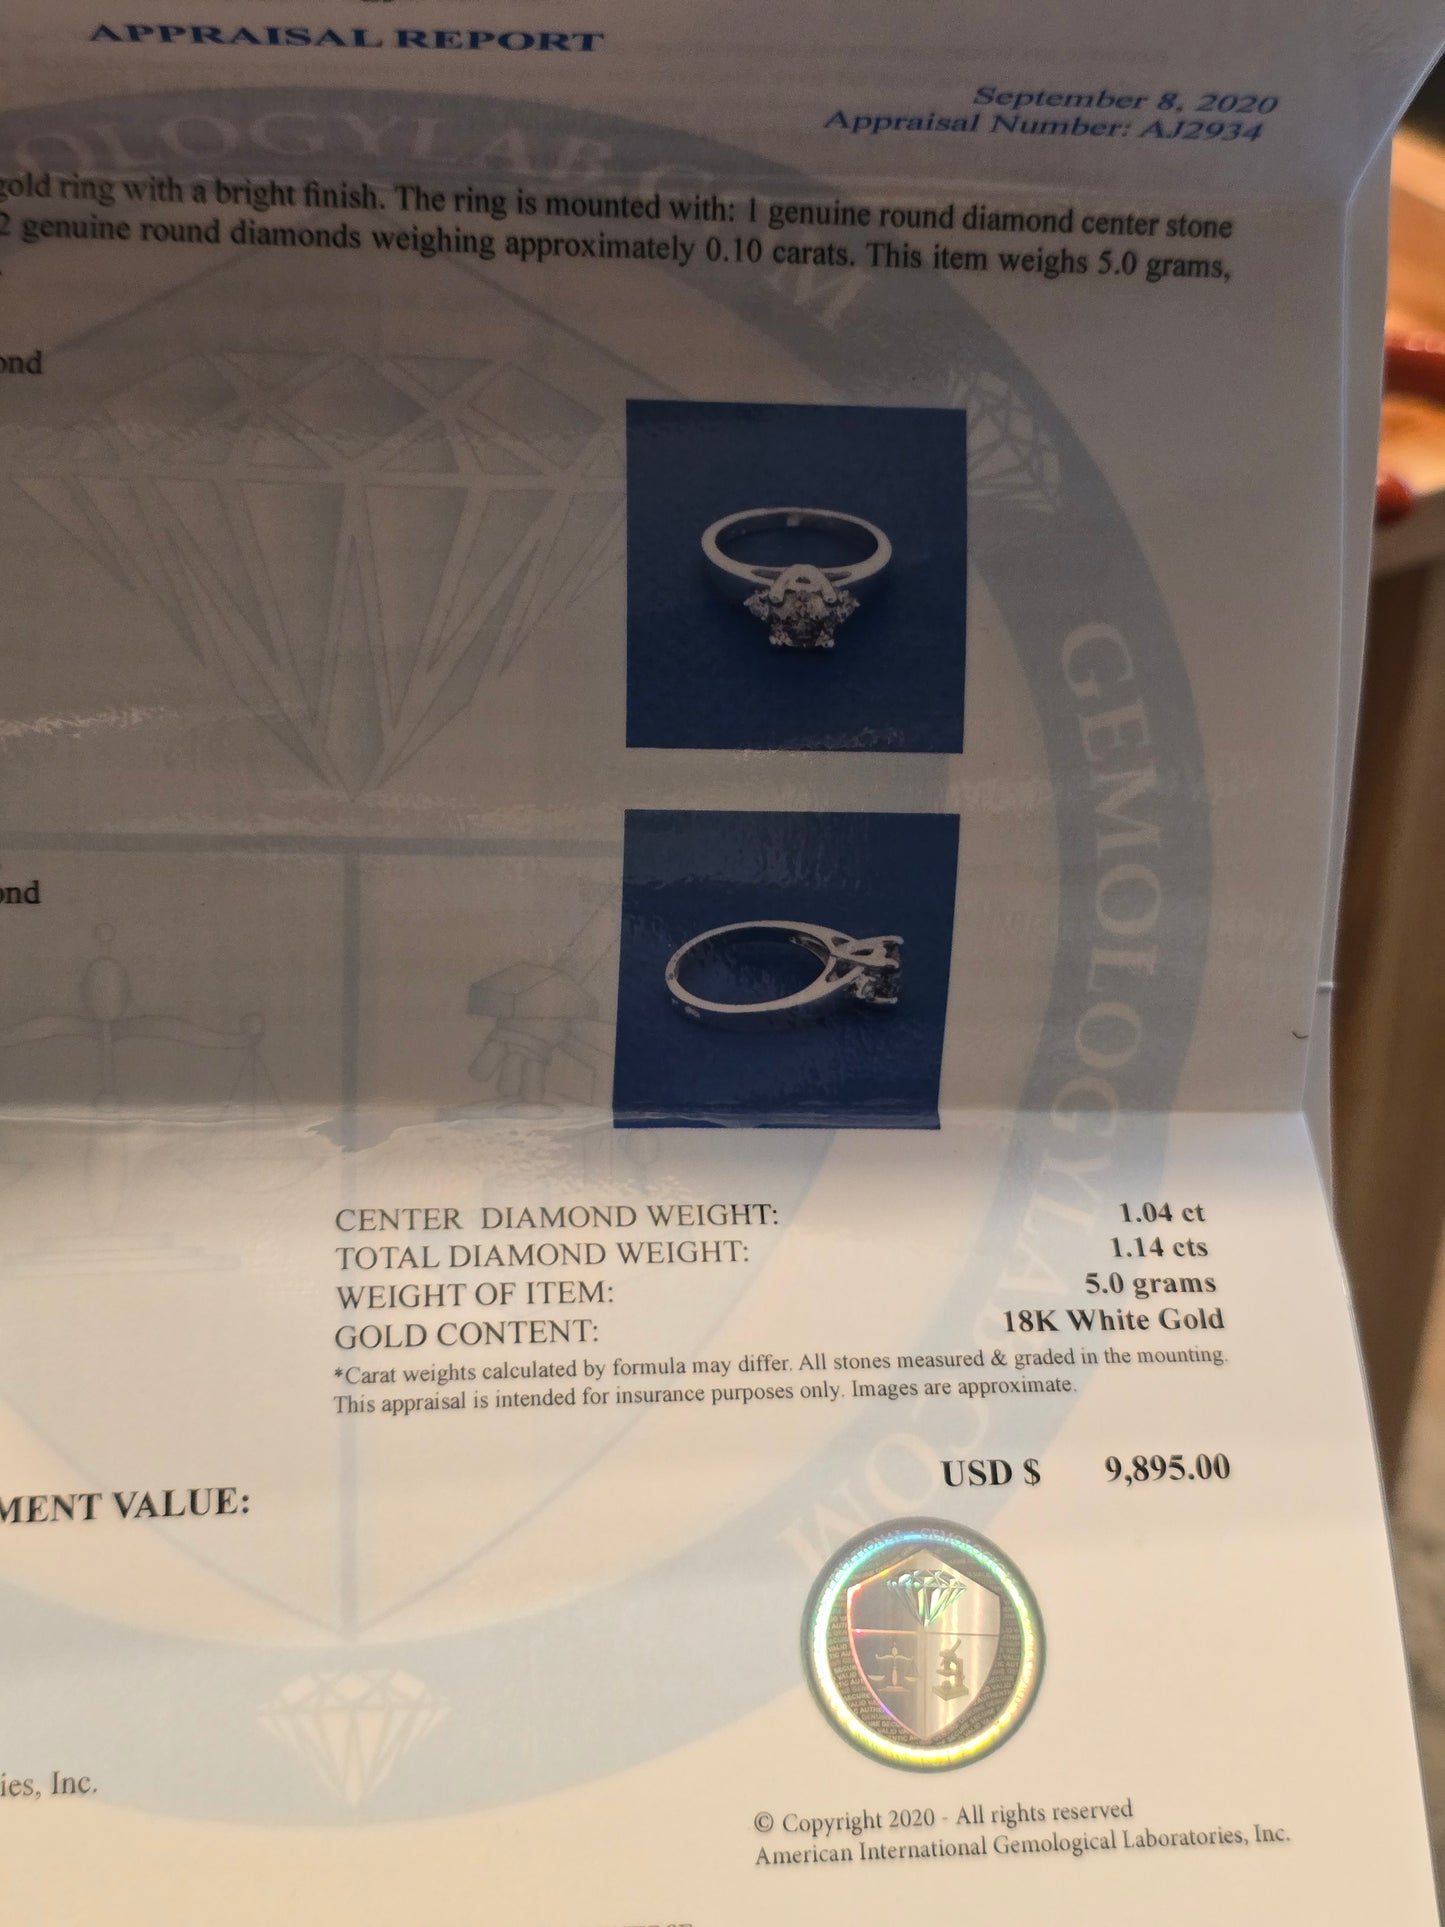 APPRAISAL REPORT
September 8, 2020
Appraisal Number: AJ2934
gold ring with a bright finish. The ring is mounted with: 1 genuine round diamond center stone
2 genuine round diamonds weighing approximately 0.10 carats. This item weighs 5.0 grams,
ond
ond
CENTER DIAMOND WEIGHT: 1.04 ct
TOTAL DIAMOND WEIGHT: 1.14 cts
WEIGHT OF ITEM: 5.0 grams
GOLD CONTENT: 18K White Gold
*Carat weights calculated by formula may differ. All stones measured & graded in the mounting.
This appraisal is intended for insurance purposes only. Images are approximate.
MENT VALUE: USD $ 9,895.00
ies, Inc.
© Copyright 2020 - All rights reserved
American International Gemological Laboratories, Inc.
OLOGYLAB.COM
GEMOLOGYLAB.COM